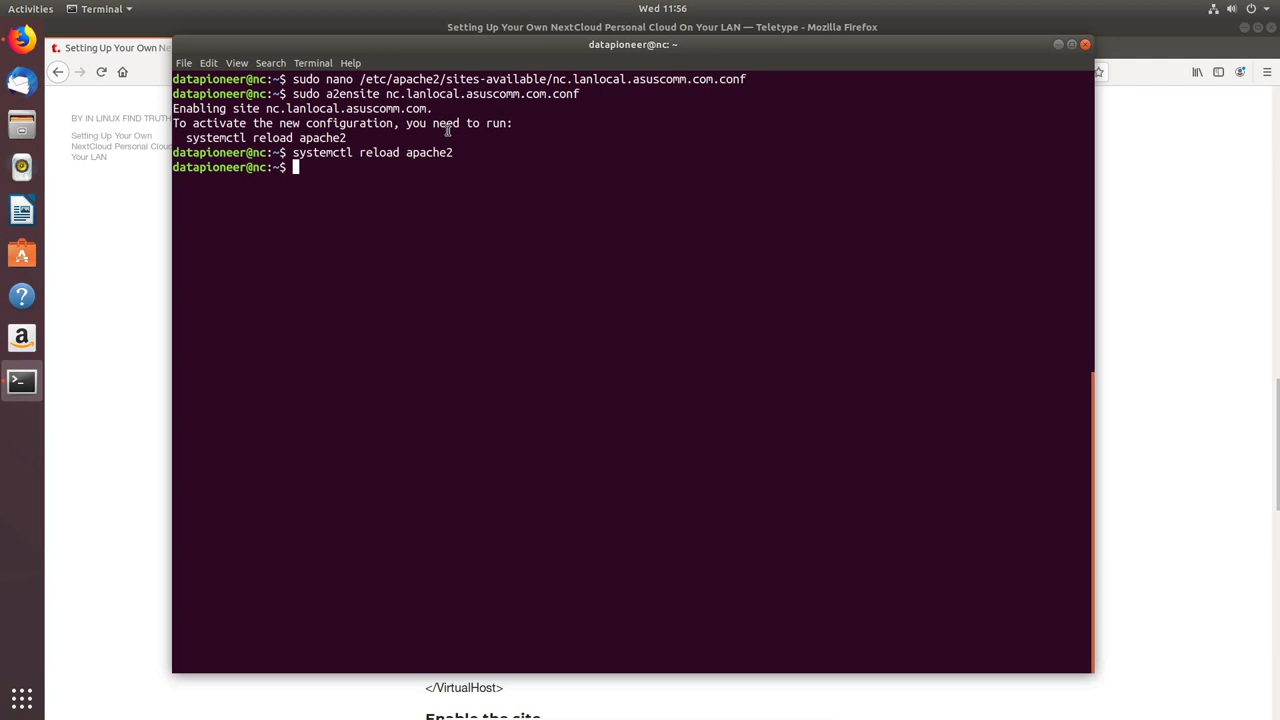 Activities
Terminal
Wed 11:56
Setting Up Your Own NextCloud Personal Cloud On Your LAN — Teletype - Mozilla Firefox
t. Setting Up Your Own Ne
datapioneer@nc: ~
File Edit View Search Terminal Help
datapioneer@nc:~$ sudo nano /etc/apache2/sites-available/nc.lanlocal.asuscomm.com.conf
datapioneer@nc:~$ sudo a2ensite nc.lanlocal.asuscomm.com.conf
Enabling site nc.lanlocal.asuscomm.com.
To activate the new configuration, you need to run:
systemctl reload apache2
datapioneer@nc:~$ systemctl reload apache2
datapioneer@nc:~$
BY IN LINUX FIND TRUTH
Setting Up Your Own
NextCloud Personal Cloud
Your LAN
</VirtualHost>
Enable the site